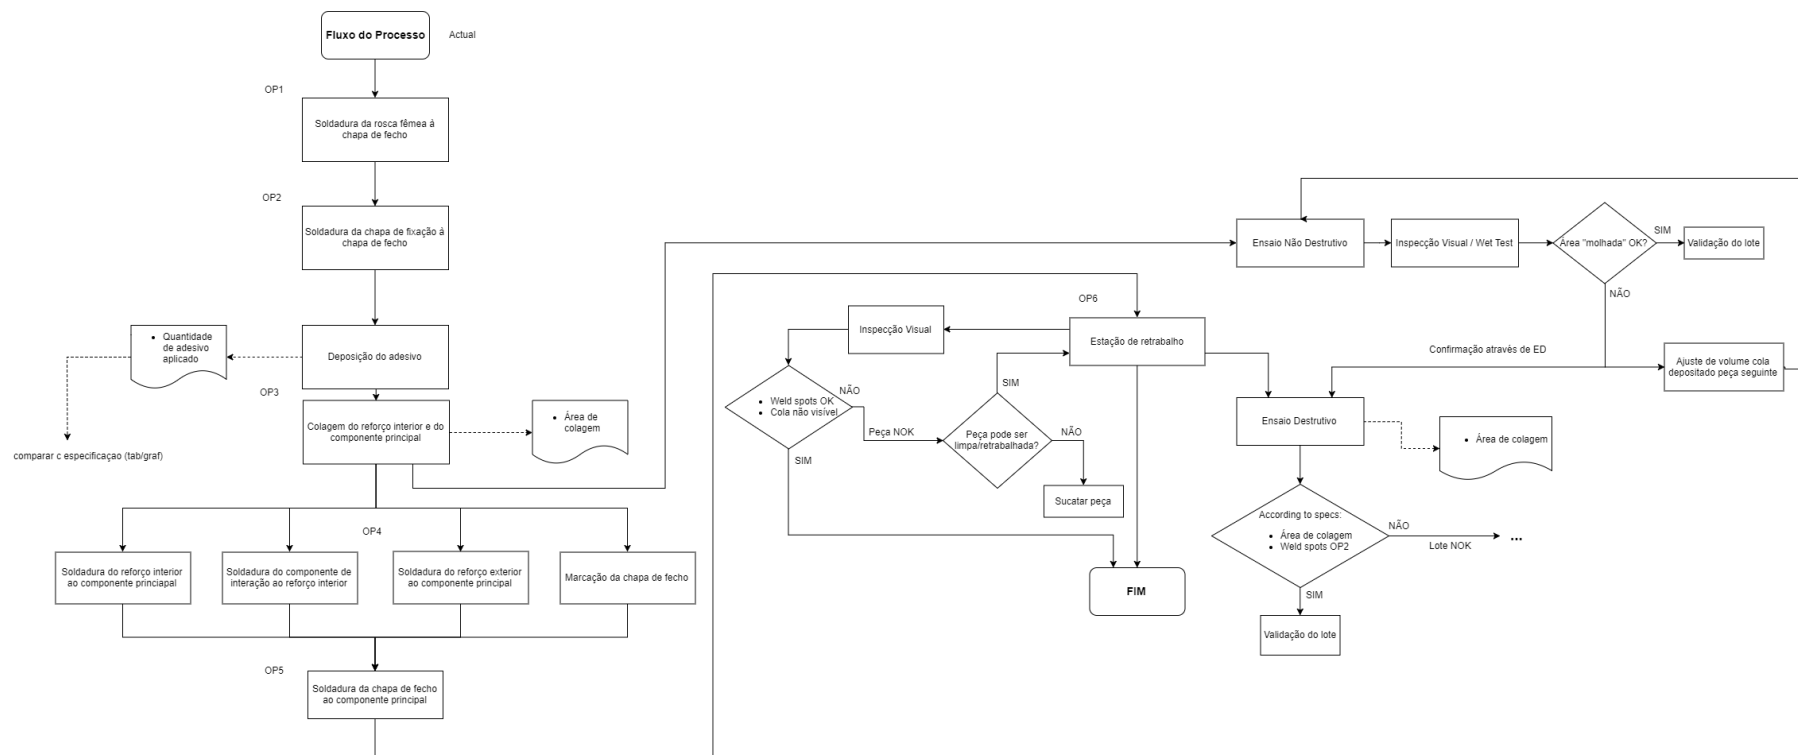 Fluxo do Processo
Actual
OP1
Soldadura da rosca fêmea à
chapa de fecho
OP2
Soldadura da chapa de fixação á
chapa de fecho
Quantidade
de adesivo
aplicado
Deposição do adesivo
OP3
Colagem do reforço interior e do
componente principal
Área de
colagem
comparar c especificaçao (tab/graf)
OP4
Soldadura do reforço interior
ao componente princiapal
Soldadura do componente de
interação ao reforço interior
Soldadura do reforço exterior
ao componente principal
Marcação da chapa de fecho
OP5
Soldadura da chapa de fecho
ao componente principal
Ensaio Não Destrutivo
Inspecção Visual / Wet Test
Área "molhada" OK?
SIM
Validação do lote
NÃO
OP6
Inspecção Visual
Estação de retrabalho
Confirmação através de ED
Ajuste de volume cola
depositado peça seguinte
Weld spots OK
Cola não visível
NÃO
Peça NOK
SIM
SIM
Peça pode ser
limpa/retrabalhada?
NÃO
Sucatar peça
FIM
Ensaio Destrutivo
Área de colagem
According to specs:
Área de colagem
Weld spots OP2
NÃO
Lote NOK
...
SIM
Validação do lote